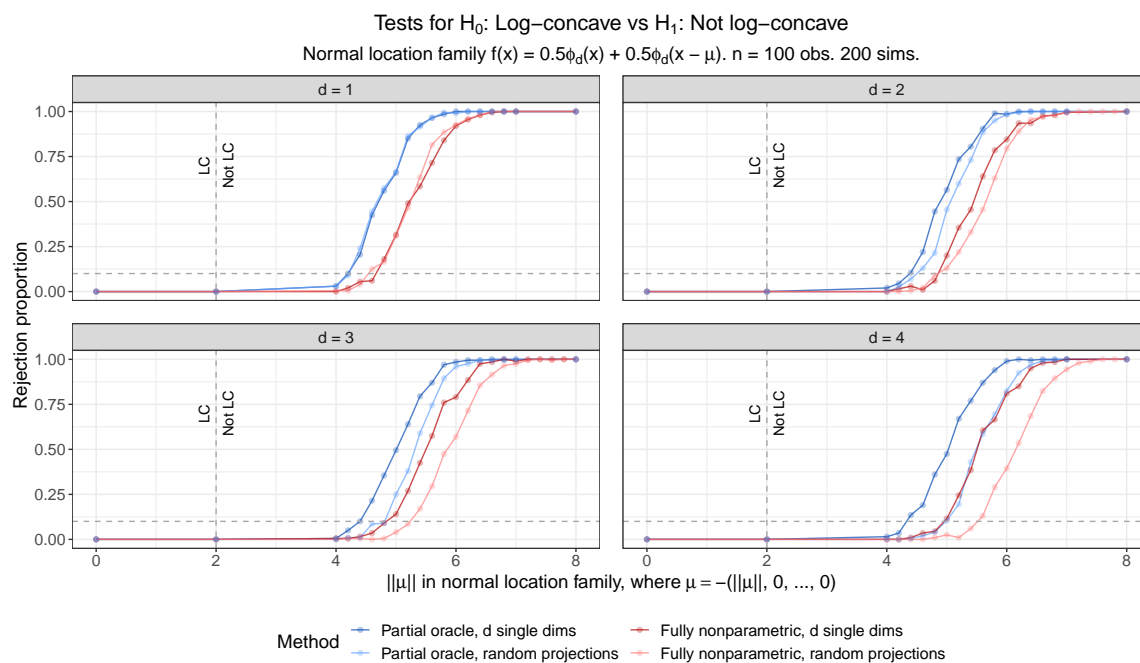 Tests for H₀: Log−concave vs H₁: Not log−concave
Normal location family f(x) = 0.5ϕ_d(x) + 0.5ϕ_d(x − μ). n = 100 obs. 200 sims.
d = 1
d = 2
1.00
0.75
0.50
0.25
0.00
LC
Not LC
LC
Not LC
d = 3
d = 4
1.00
0.75
0.50
0.25
0.00
LC
Not LC
LC
Not LC
Rejection proportion
0 2 4 6 8
0 2 4 6 8
||μ|| in normal location family, where μ = −(||μ||, 0, ..., 0)
Method
Partial oracle, d single dims
Fully nonparametric, d single dims
Partial oracle, random projections
Fully nonparametric, random projections